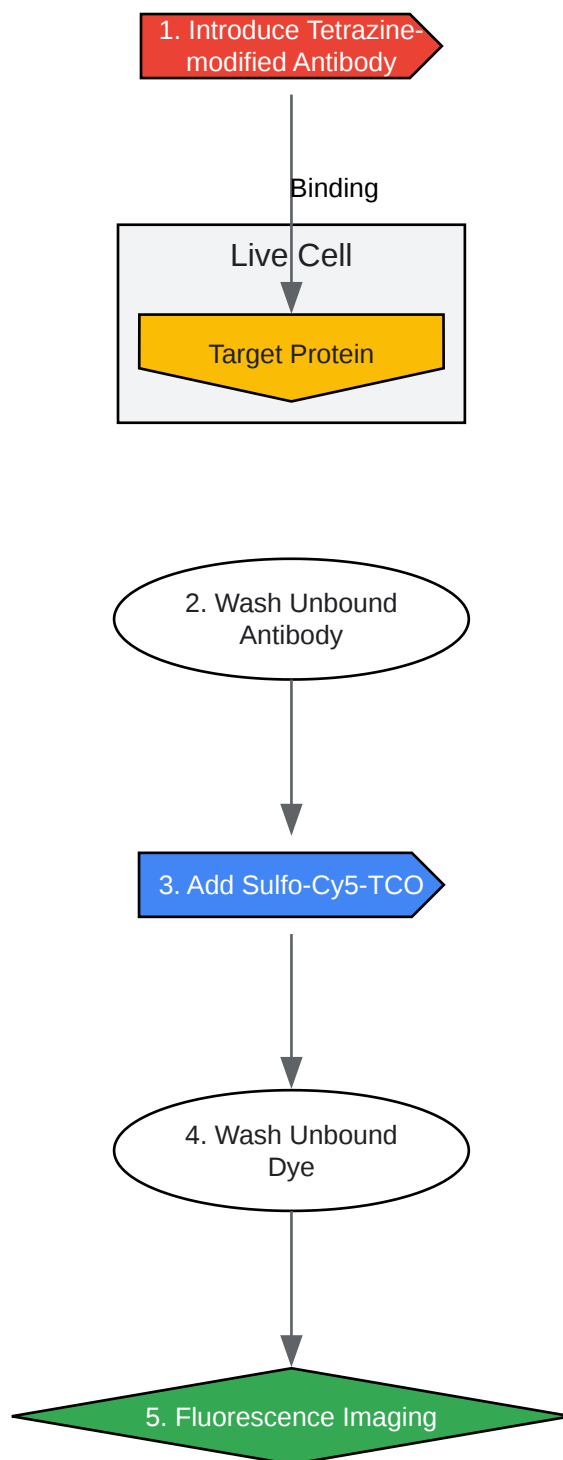 1. Introduce Tetrazine-
modified Antibody
Binding
Live Cell
Target Protein
2. Wash Unbound
Antibody
3. Add Sulfo-Cy5-TCO
4. Wash Unbound
Dye
5. Fluorescence Imaging